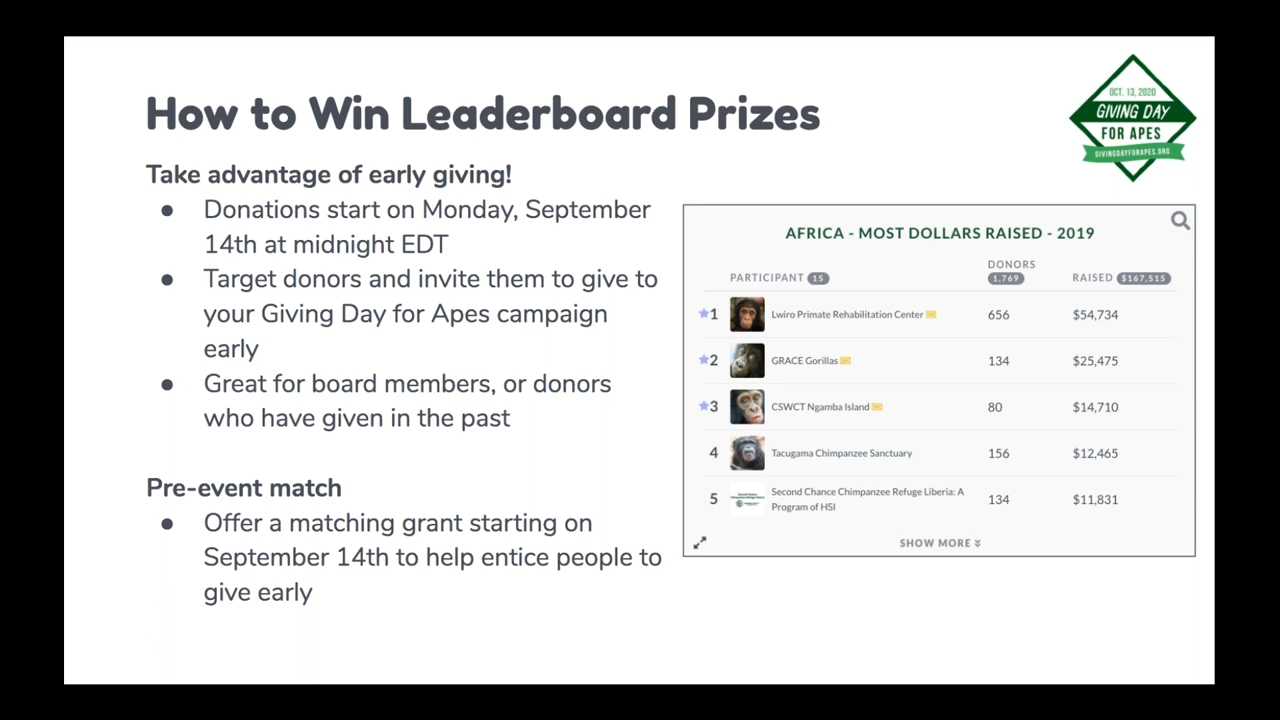 How to Win Leaderboard Prizes
OCT. 13, 2020
GIVING DAY
FOR APES
GIVINGDAYFORAPES.ORG
Take advantage of early giving!
● Donations start on Monday, September
14th at midnight EDT
● Target donors and invite them to give to
your Giving Day for Apes campaign
early
● Great for board members, or donors
who have given in the past
Pre-event match
● Offer a matching grant starting on
September 14th to help entice people to
give early
AFRICA - MOST DOLLARS RAISED - 2019
PARTICIPANT 15 DONORS 1,769 RAISED $167,515
1 Lwiro Primate Rehabilitation Center 656 $54,734
2 GRACE Gorillas 134 $25,475
3 CSWCT Ngamba Island 80 $14,710
4 Tacugama Chimpanzee Sanctuary 156 $12,465
5 Second Chance Chimpanzee Refuge Liberia: A
Program of HSI 134 $11,831
SHOW MORE